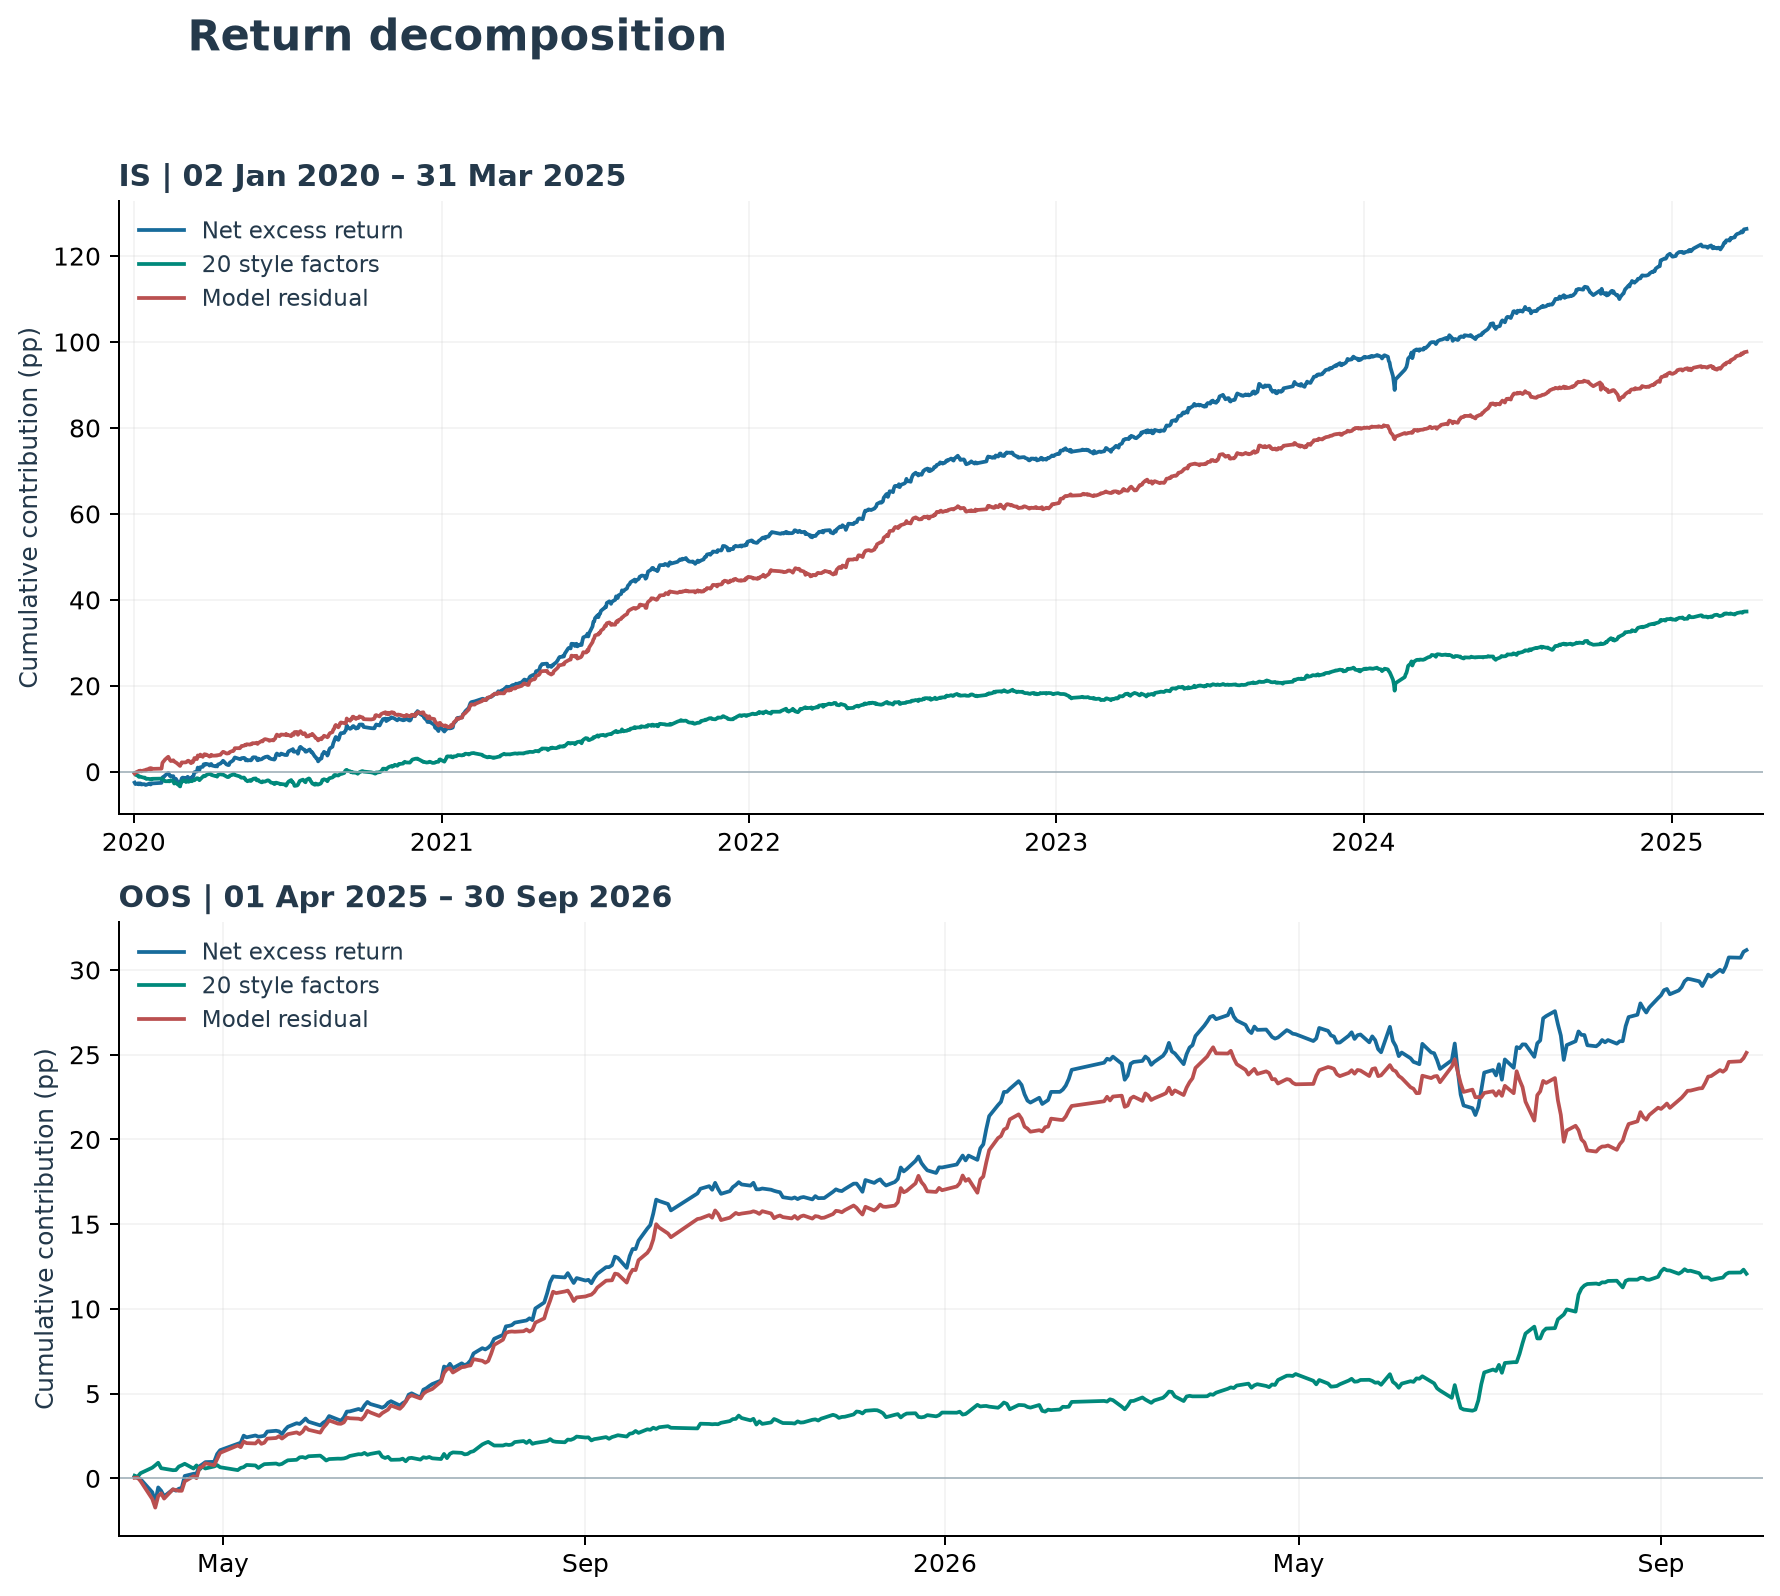 Return decomposition
IS | 02 Jan 2020 – 31 Mar 2025
Net excess return
20 style factors
Model residual
Cumulative contribution (pp)
120
100
80
60
40
20
0
2020 2021 2022 2023 2024 2025
OOS | 01 Apr 2025 – 30 Sep 2026
Net excess return
20 style factors
Model residual
Cumulative contribution (pp)
30
25
20
15
10
5
0
May Sep 2026 May Sep